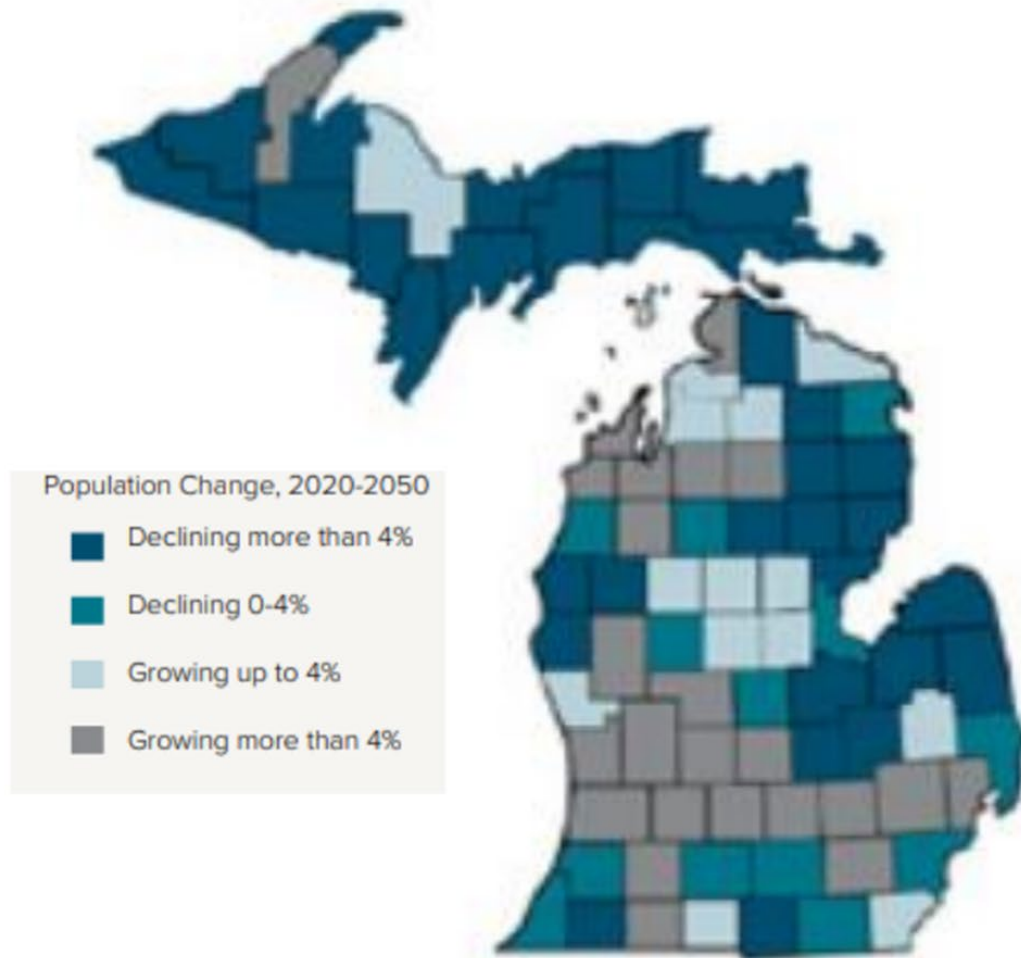 Population Change, 2020-2050
Declining more than 4%
Declining 0-4%
Growing up to 4%
Growing more than 4%